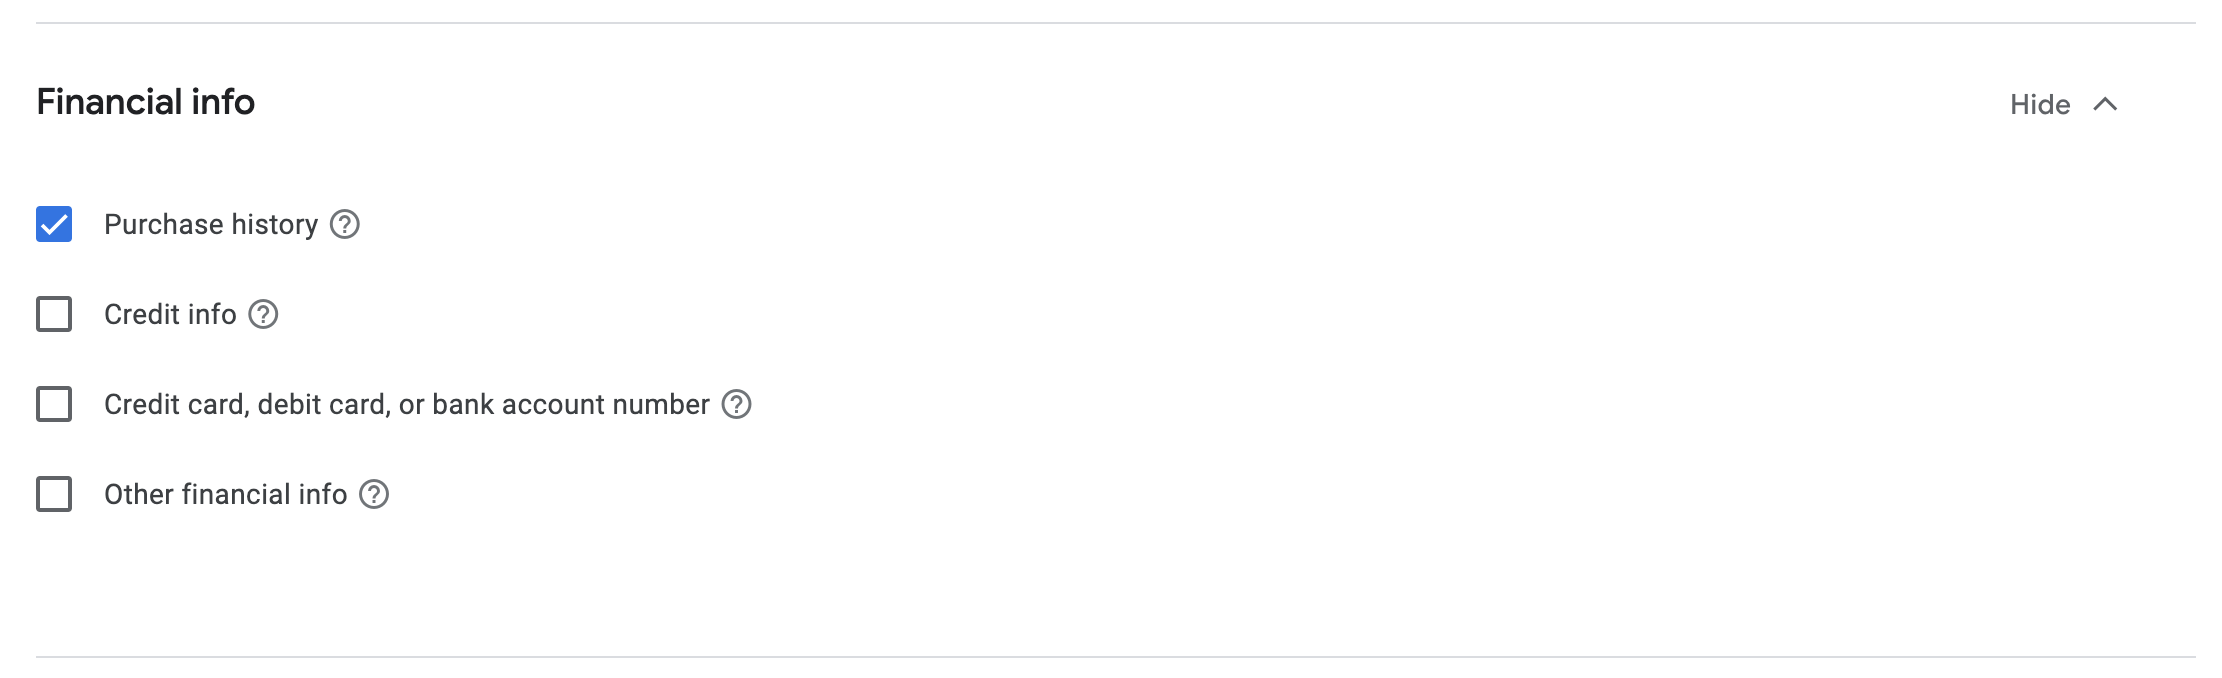 Financial info
Hide
Purchase history
Credit info
Credit card, debit card, or bank account number
Other financial info